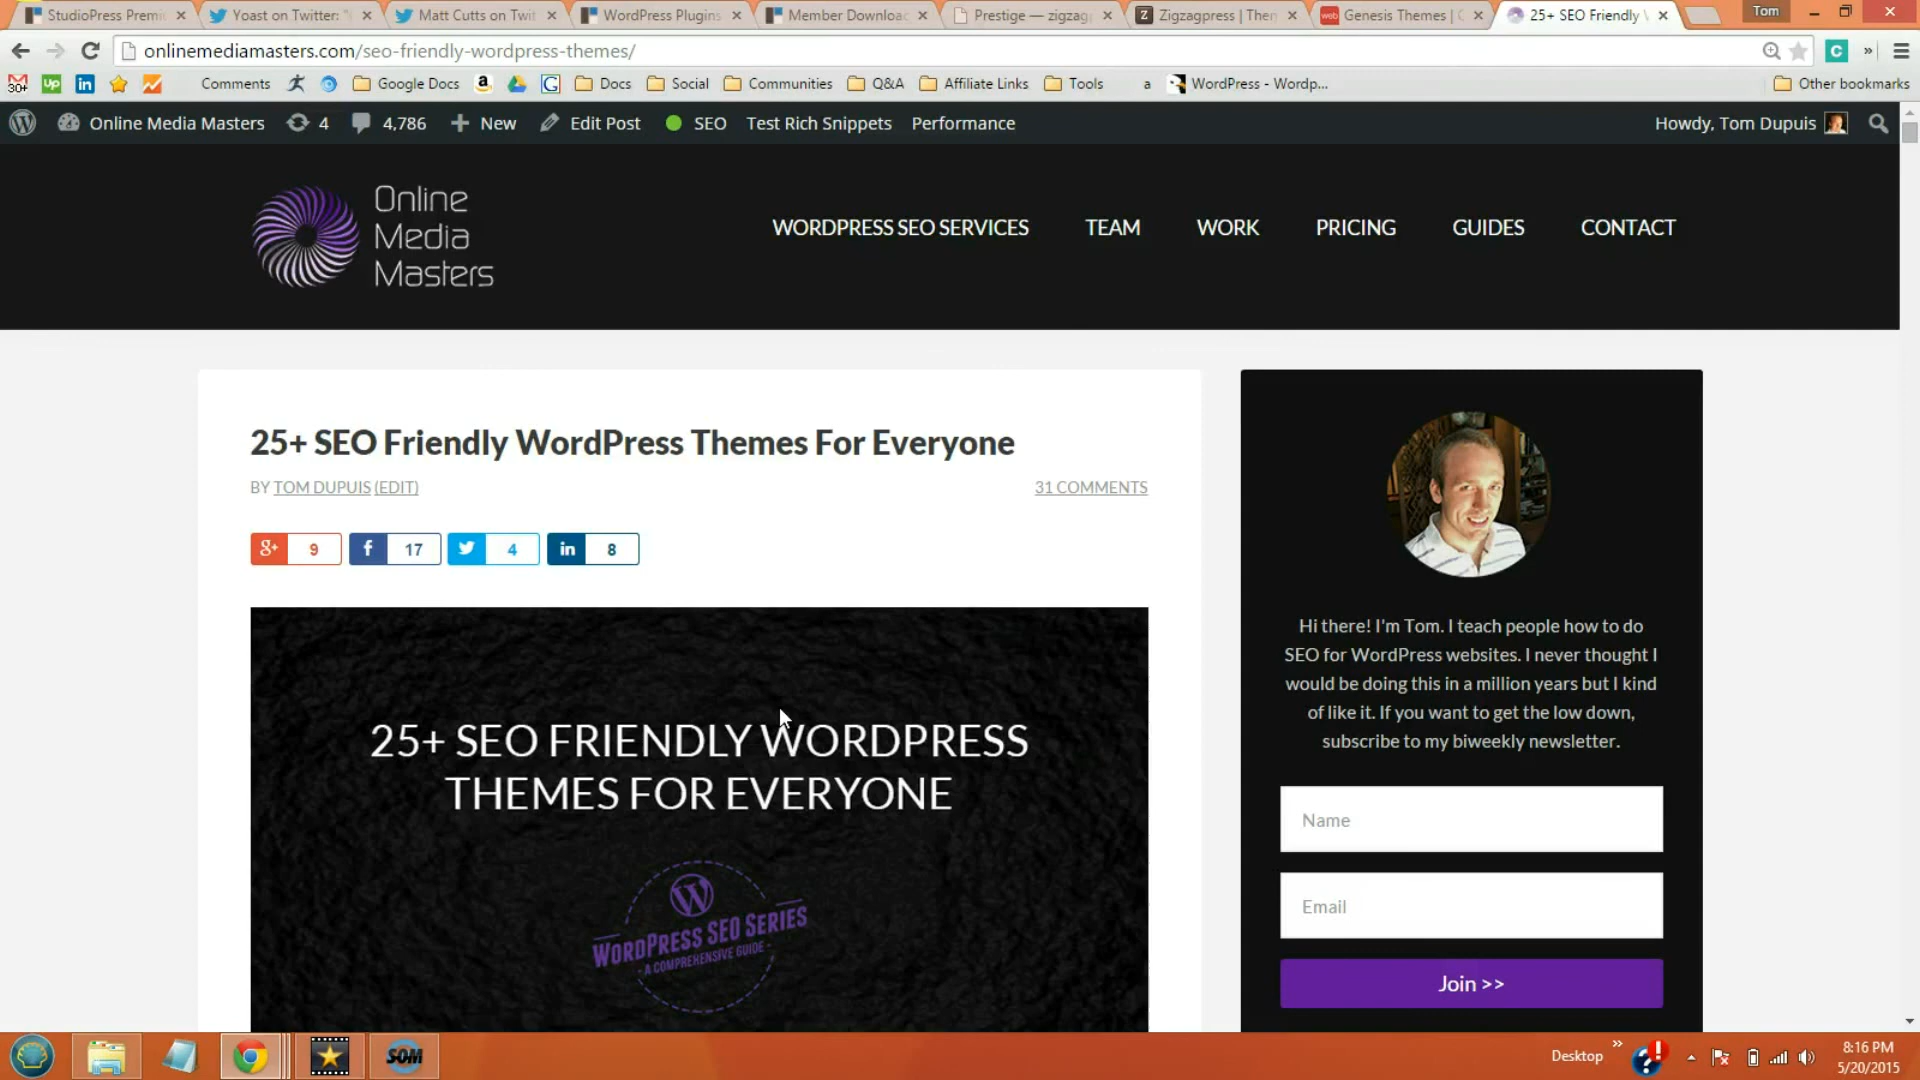 StudioPress Premi
Yoast on Twitter: "
Matt Cutts on Twit
WordPress Plugins
Member Downloa
Prestige — zigzag
Zigzagpress | Then
Genesis Themes |
25+ SEO Friendly
Tom
onlinemediamasters.com/seo-friendly-wordpress-themes/
30+
up
in
Comments
Google Docs
a
G
Docs
Social
Communities
Q&A
Affiliate Links
Tools
a
WordPress - Wordp...
Other bookmarks
Online Media Masters
4
4,786
New
Edit Post
SEO
Test Rich Snippets
Performance
Howdy, Tom Dupuis
Online
Media
Masters
WORDPRESS SEO SERVICES
TEAM
WORK
PRICING
GUIDES
CONTACT
25+ SEO Friendly WordPress Themes For Everyone
BY TOM DUPUIS (EDIT)
31 COMMENTS
g+ 9
f 17
4
in 8
25+ SEO FRIENDLY WORDPRESS
THEMES FOR EVERYONE
WORDPRESS SEO SERIES
- A COMPREHENSIVE GUIDE -
Hi there! I'm Tom. I teach people how to do
SEO for WordPress websites. I never thought I
would be doing this in a million years but I kind
of like it. If you want to get the low down,
subscribe to my biweekly newsletter.
Name
Email
Join >>
SOM
Desktop
8:16 PM
5/20/2015